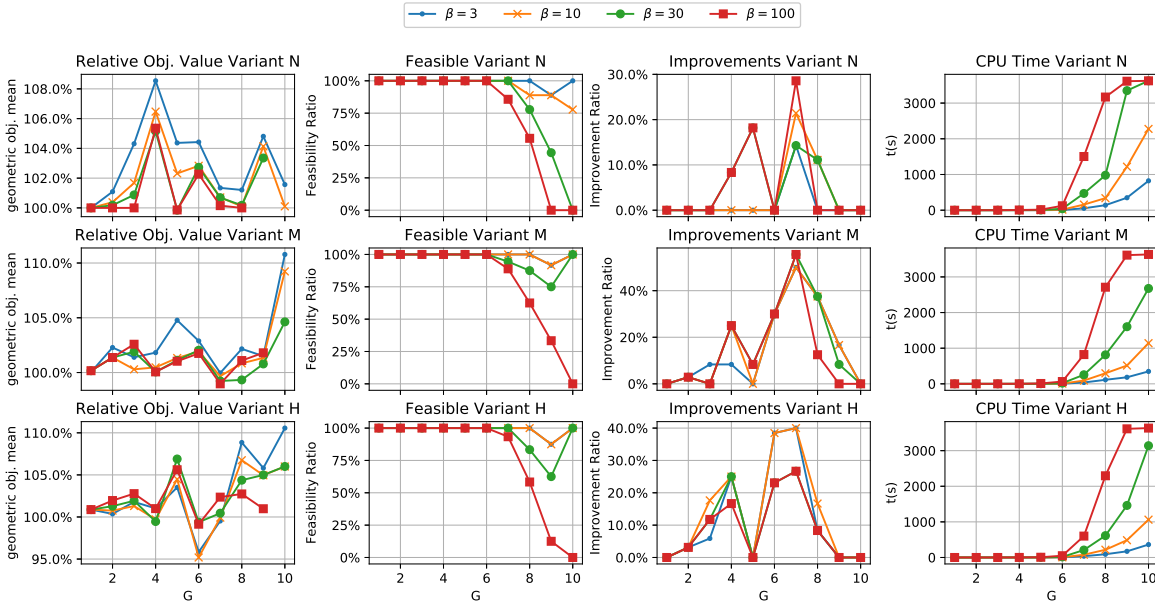 β = 3 β = 10 β = 30 β = 100
Relative Obj. Value Variant N
Feasible Variant N
Improvements Variant N
CPU Time Variant N
geometric obj. mean
108.0%
106.0%
104.0%
102.0%
100.0%
Feasibility Ratio
100%
75%
50%
25%
0%
Improvement Ratio
30.0%
20.0%
10.0%
0.0%
t(s)
3000
2000
1000
0
Relative Obj. Value Variant M
Feasible Variant M
Improvements Variant M
CPU Time Variant M
geometric obj. mean
110.0%
105.0%
100.0%
Feasibility Ratio
100%
75%
50%
25%
0%
Improvement Ratio
40%
20%
0%
t(s)
3000
2000
1000
0
Relative Obj. Value Variant H
Feasible Variant H
Improvements Variant H
CPU Time Variant H
geometric obj. mean
110.0%
105.0%
100.0%
95.0%
Feasibility Ratio
100%
75%
50%
25%
0%
Improvement Ratio
40.0%
30.0%
20.0%
10.0%
0.0%
t(s)
3000
2000
1000
0
2 4 6 8 10
2 4 6 8 10
2 4 6 8 10
2 4 6 8 10
G
G
G
G